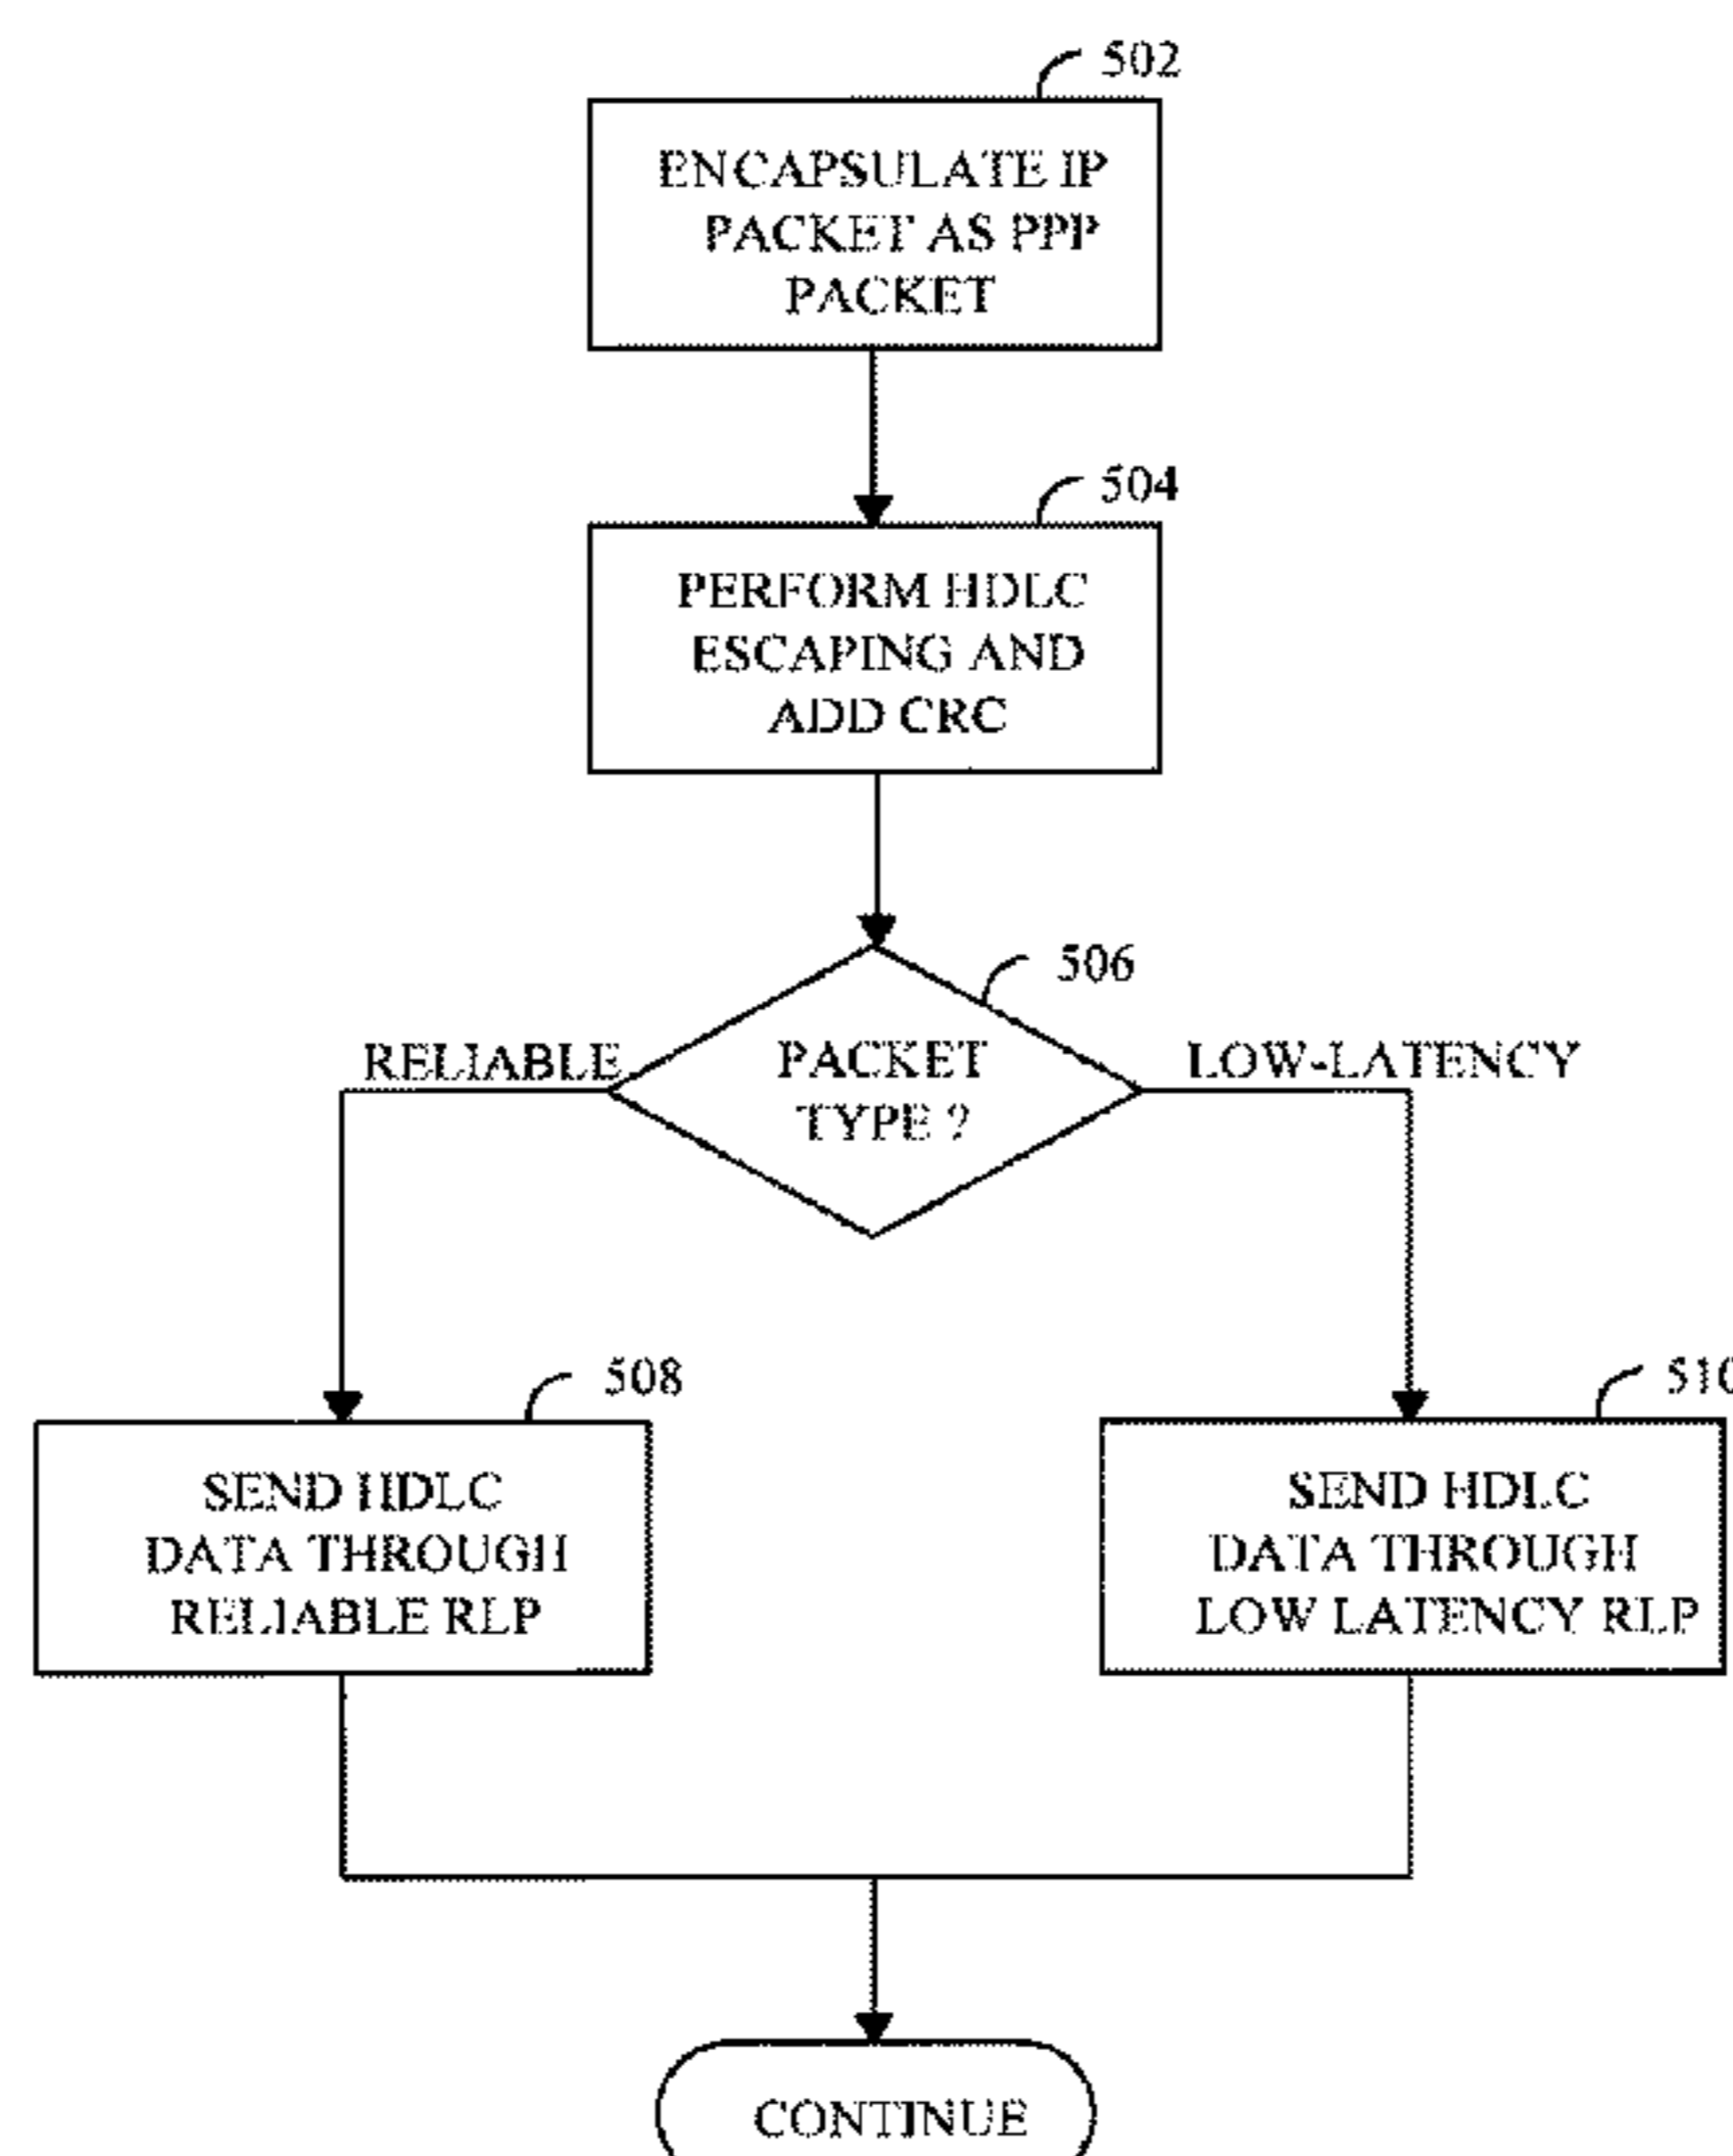 502
ENCAPSULATE IP
PACKET AS PPP
PACKET
504
PERFORM HDLC
ESCAPING AND
ADD CRC
506
PACKET
TYPE ?
RELIABLE
LOW-LATENCY
508
SEND HDLC
DATA THROUGH
RELIABLE RLP
510
SEND HDLC
DATA THROUGH
LOW LATENCY RLP
CONTINUE